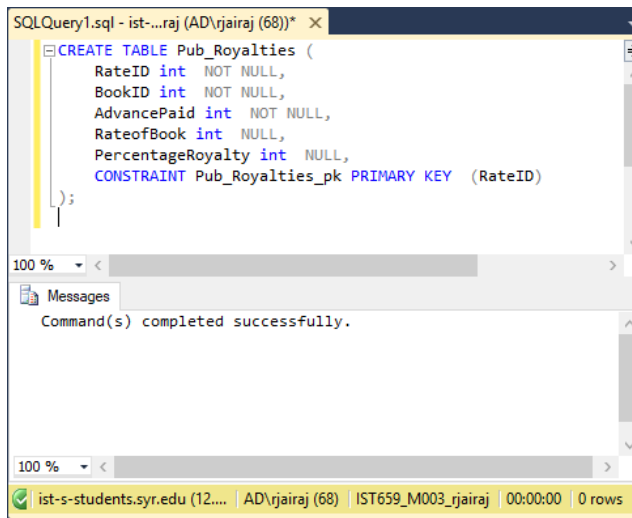 SQLQuery1.sql - ist-...raj (AD\rjairaj (68))*
CREATE TABLE Pub_Royalties (
RateID int NOT NULL,
BookID int NOT NULL,
AdvancePaid int NOT NULL,
RateofBook int NULL,
PercentageRoyalty int NULL,
CONSTRAINT Pub_Royalties_pk PRIMARY KEY (RateID)
);
100 %
Messages
Command(s) completed successfully.
100 %
ist-s-students.syr.edu (12.... AD\rjairaj (68) IST659_M003_rjairaj 00:00:00 0 rows